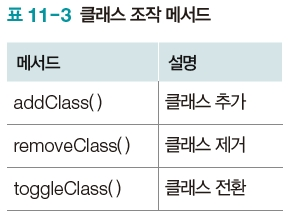 표 11-3 클래스 조작 메서드
메서드 설명
addClass( ) 클래스 추가
removeClass( ) 클래스 제거
toggleClass( ) 클래스 전환